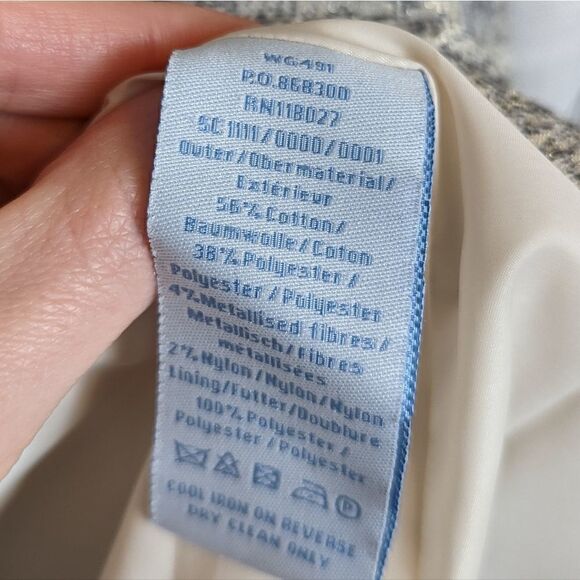 WG491
P.O.868300
RN118027
SC1111/0000/0001
Outer/Obermaterial/
Extérieur
56% Cotton/
Baumwolle/Coton
38% Polyester/
Polyester/Polyester
4% Metallised fibres/
Metallisch/Fibres
métallisées
2% Nylon/Nylon/Nylon
Lining/Futter/Doublure
100% Polyester/
Polyester/Polyester
P
COOL IRON ON REVERSE
DRY CLEAN ONLY